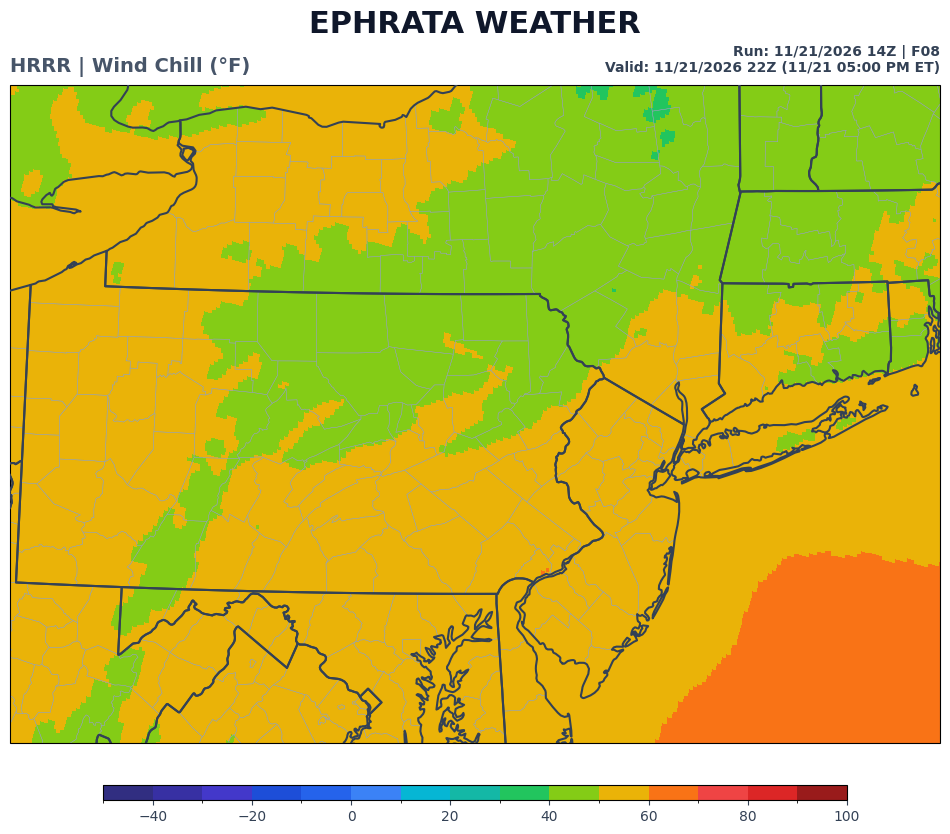 EPHRATA WEATHER
HRRR | Wind Chill (°F)
Run: 11/21/2026 14Z | F08
Valid: 11/21/2026 22Z (11/21 05:00 PM ET)
−40 −20 0 20 40 60 80 100